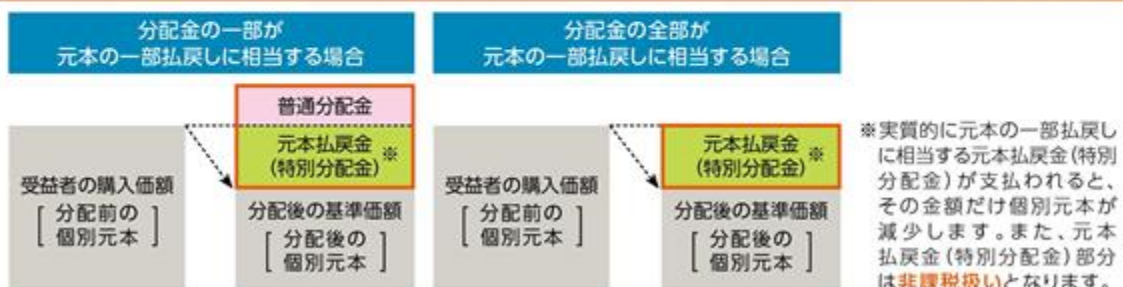 分配金の一部が
元本の一部払戻しに相当する場合
普通分配金
元本払戻金
(特別分配金) ※
受益者の購入価額
[ 分配前の
個別元本 ]
分配後の基準価額
[ 分配後の
個別元本 ]
分配金の全部が
元本の一部払戻しに相当する場合
元本払戻金
(特別分配金) ※
受益者の購入価額
[ 分配前の
個別元本 ]
分配後の基準価額
[ 分配後の
個別元本 ]
※実質的に元本の一部払戻し
に相当する元本払戻金(特別
分配金)が支払われると、
その金額だけ個別元本が
減少します。また、元本
払戻金(特別分配金)部分
は非課税扱いとなります。